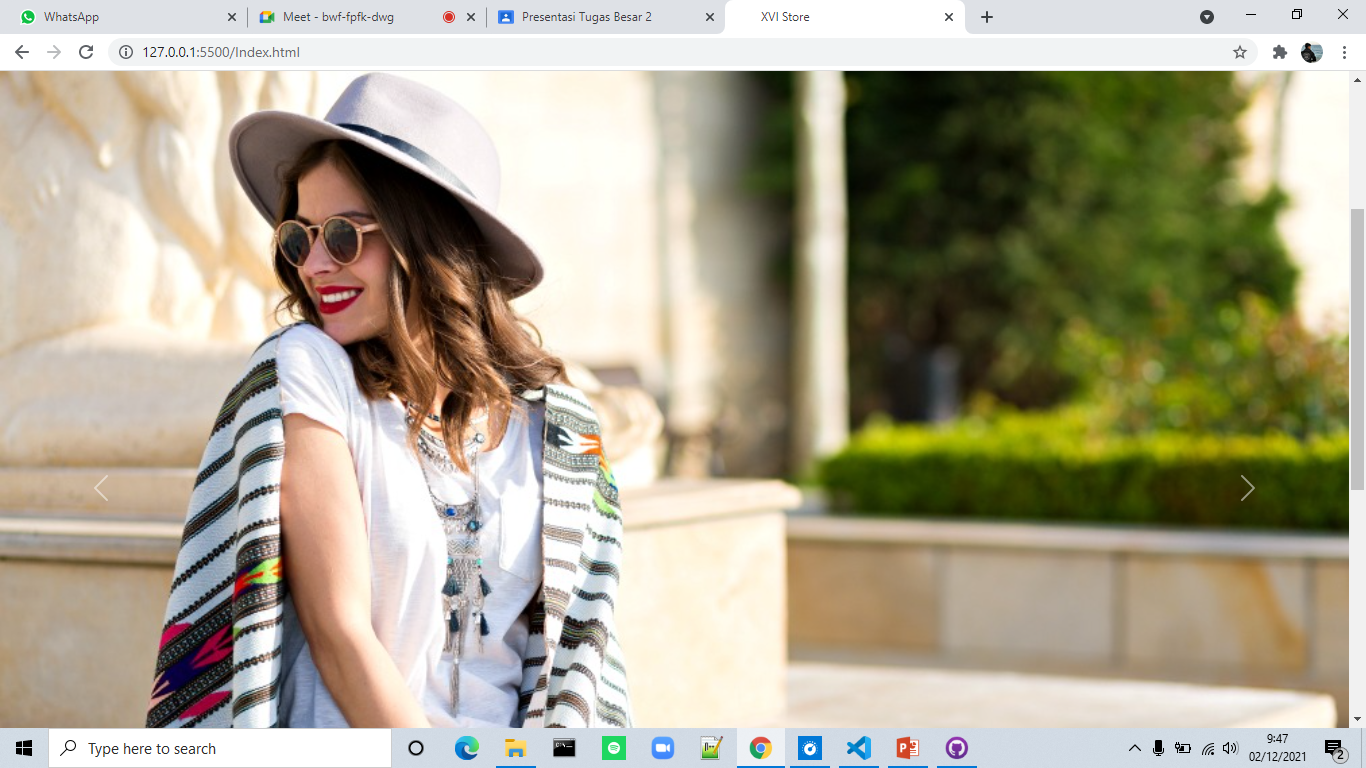 WhatsApp
Meet - bwf-fpfk-dwg
Presentasi Tugas Besar 2
XVI Store
127.0.0.1:5500/Index.html
Type here to search
9:47
02/12/2021
2